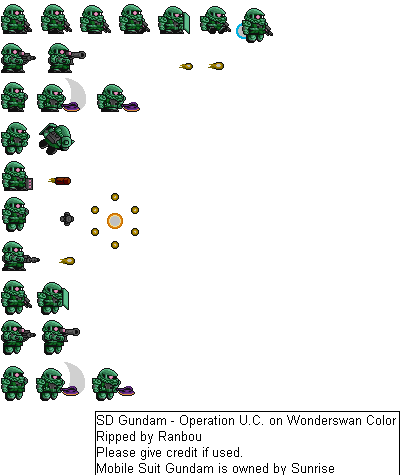 SD Gundam - Operation U.C. on Wonderswan Color
Ripped by Ranbou
Please give credit if used.
Mobile Suit Gundam is owned by Sunrise